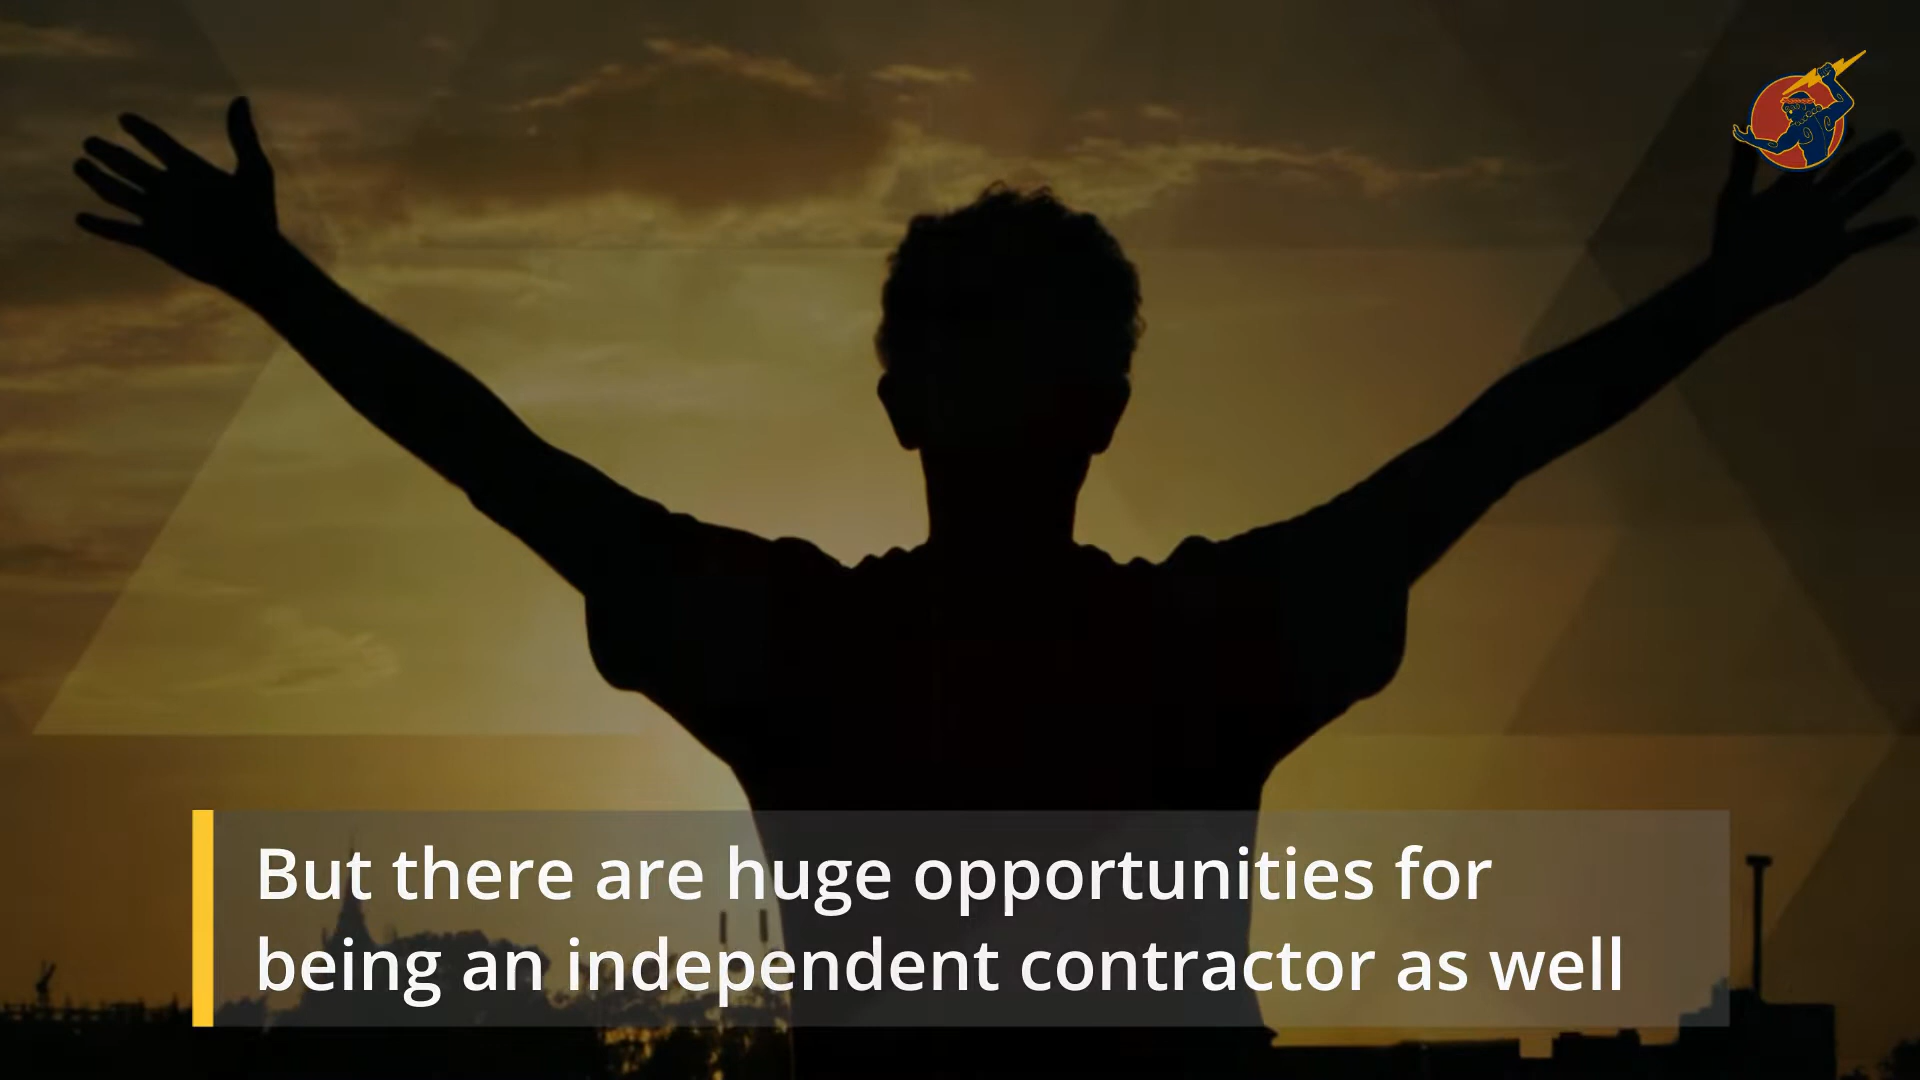 But there are huge opportunities for
being an independent contractor as well